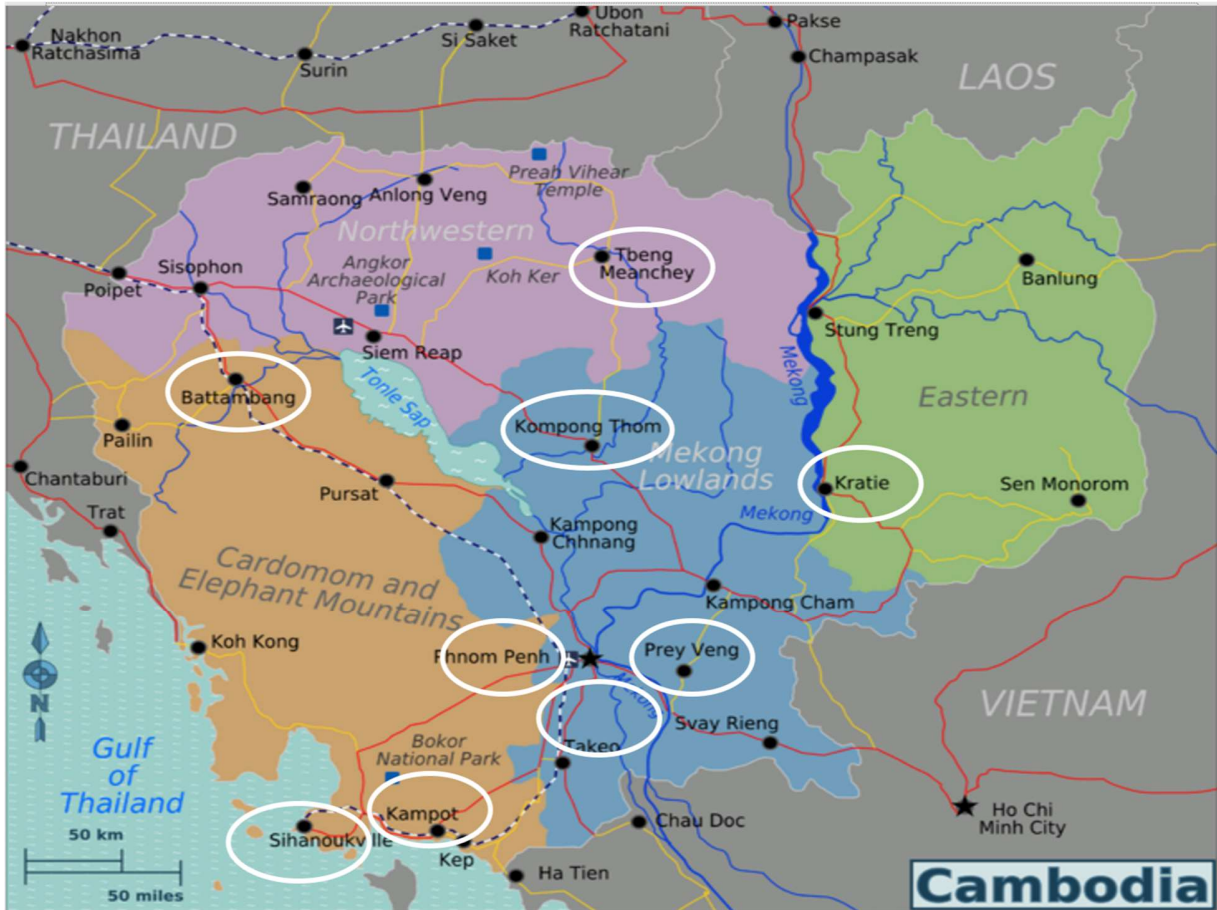 Ubon
Ratchatani
Pakse
Nakhon
Ratchasima
Si Saket
Surin
Champasak
LAOS
THAILAND
Preah Vihear
Temple
Samraong
Anlong Veng
Northwestern
Tbeng
Meanchey
Sisophon
Angkor
Archaeological
Park
Koh Ker
Poipet
Banlung
Stung Treng
Siem Reap
Mekong
Battambang
Tonle Sap
Eastern
Pailin
Kompong Thom
Mekong
Lowlands
Chantaburi
Pursat
Kratie
Sen Monorom
Trat
Mekong
Kampong
Chhnang
Cardomom and
Elephant Mountains
Kampong Cham
Koh Kong
Phnom Penh
Prey Veng
N
Mekong
VIETNAM
Svay Rieng
Gulf
of
Thailand
Bokor
National Park
Takeo
50 km
Kampot
Sihanoukville
Kep
Chau Doc
Ho Chi
Minh City
Ha Tien
50 miles
Cambodia